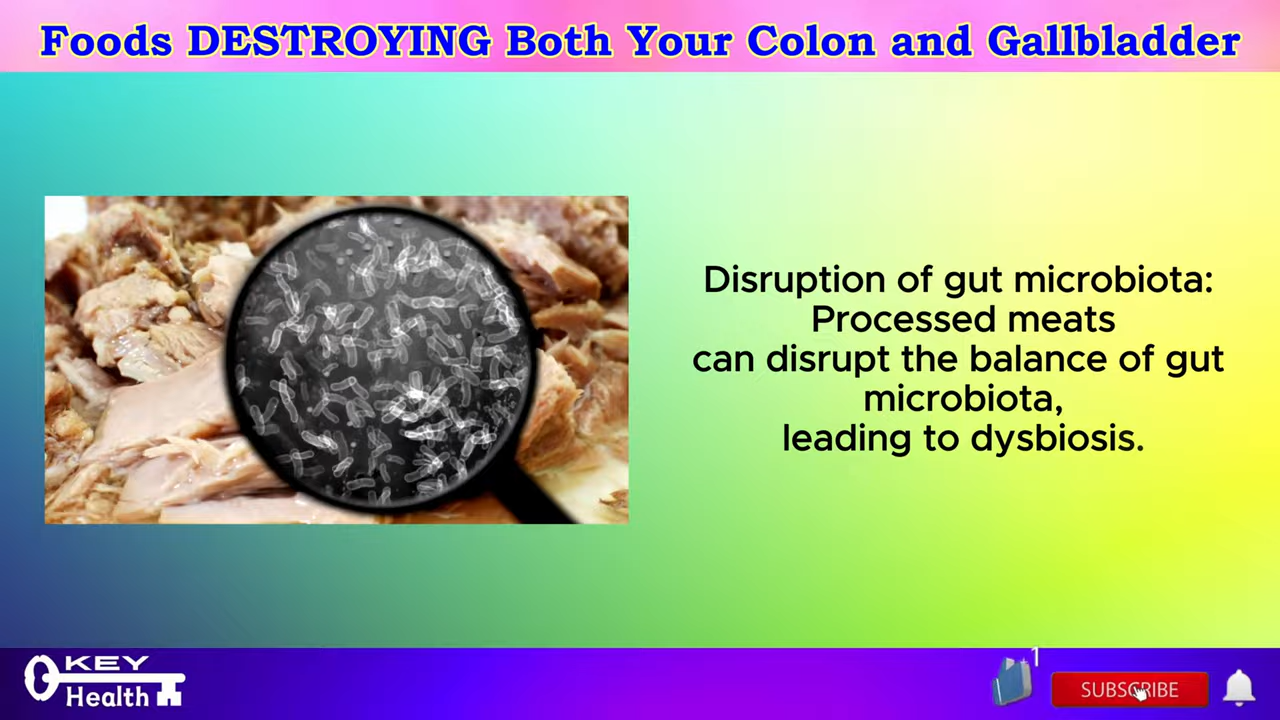 Foods DESTROYING Both Your Colon and Gallbladder
Disruption of gut microbiota:
Processed meats
can disrupt the balance of gut
microbiota,
leading to dysbiosis.
KEY
Health
1
SUBSCRIBE